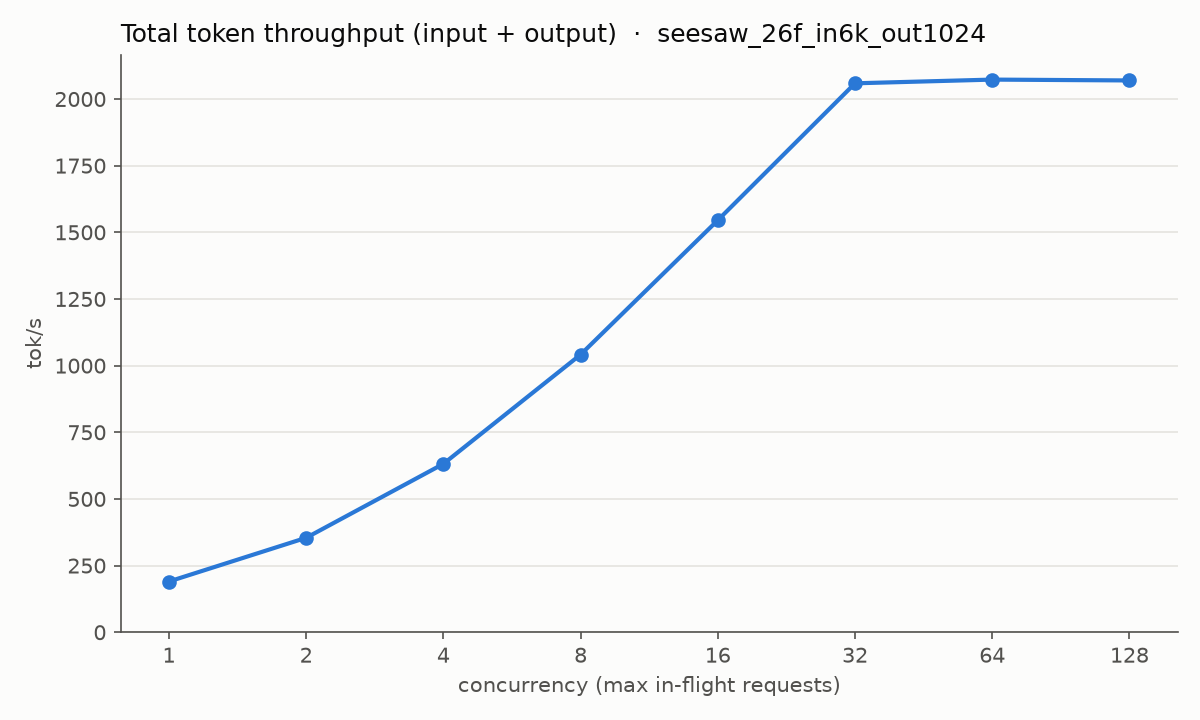 Total token throughput (input + output)  ·  seesaw_26f_in6k_out1024
2000
1750
1500
1250
1000
750
500
250
0
tok/s
1 2 4 8 16 32 64 128
concurrency (max in-flight requests)